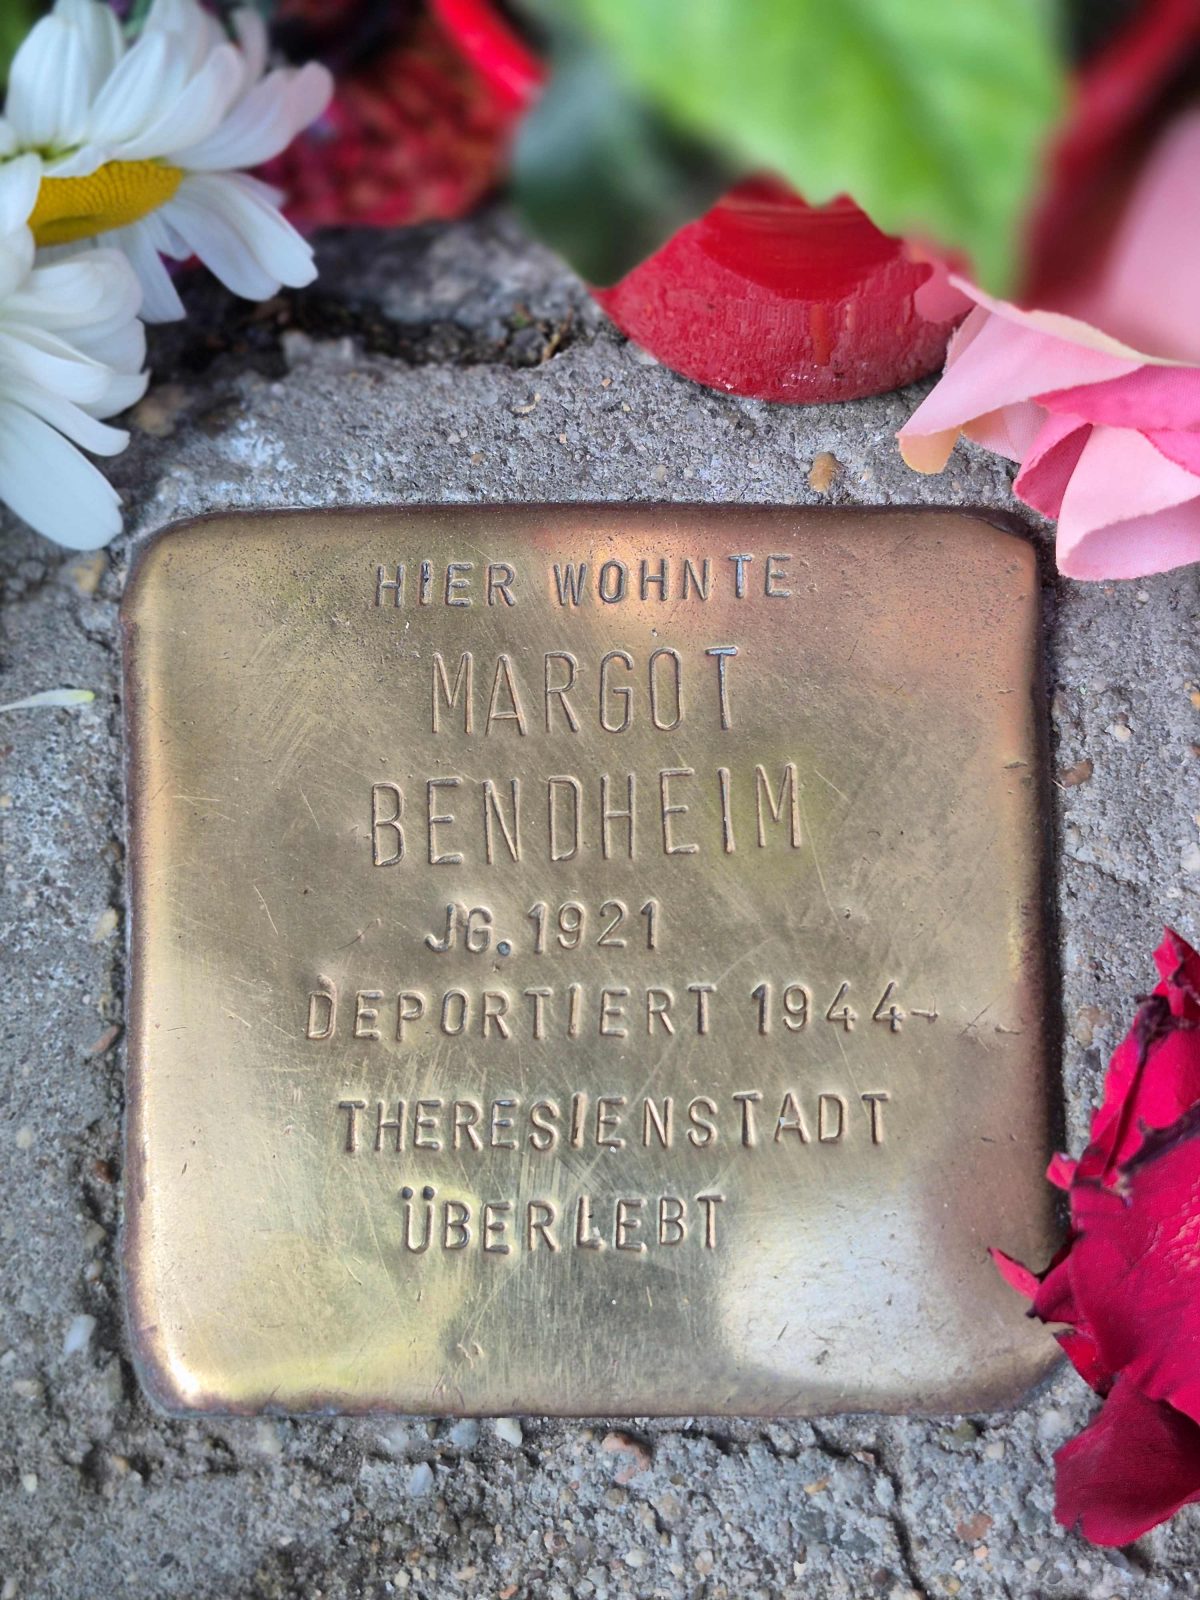 HIER WOHNTE
MARGOT
BENDHEIM
JG. 1921
DEPORTIERT 1944
THERESIENSTADT
ÜBERLEBT